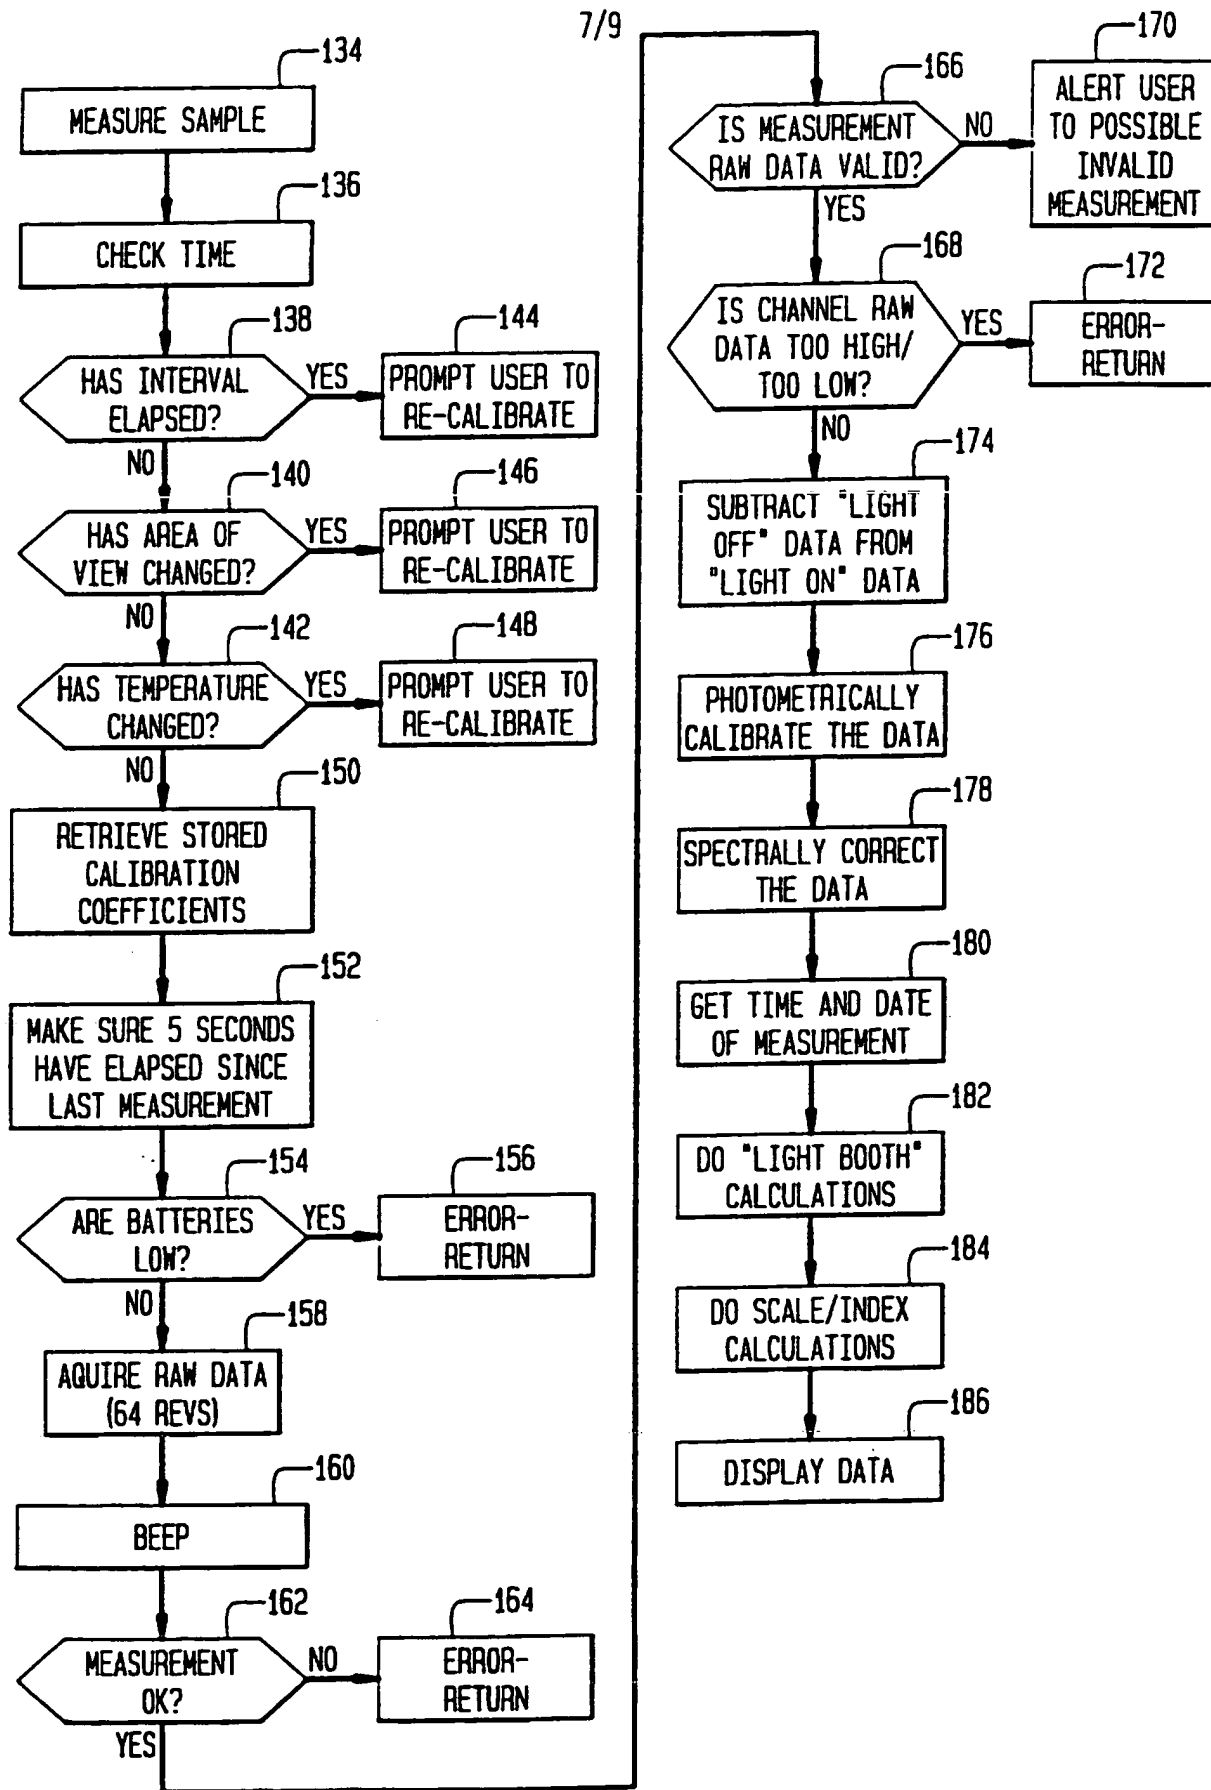 7/9
134
MEASURE SAMPLE
136
CHECK TIME
138
HAS INTERVAL
ELAPSED?
YES
144
PROMPT USER TO
RE-CALIBRATE
NO
140
HAS AREA OF
VIEW CHANGED?
YES
146
PROMPT USER TO
RE-CALIBRATE
NO
142
HAS TEMPERATURE
CHANGED?
YES
148
PROMPT USER TO
RE-CALIBRATE
NO
150
RETRIEVE STORED
CALIBRATION
COEFFICIENTS
152
MAKE SURE 5 SECONDS
HAVE ELAPSED SINCE
LAST MEASUREMENT
154
ARE BATTERIES
LOW?
YES
156
ERROR-
RETURN
NO
158
AQUIRE RAW DATA
(64 REVS)
160
BEEP
162
MEASUREMENT
OK?
NO
164
ERROR-
RETURN
YES
166
IS MEASUREMENT
RAW DATA VALID?
NO
170
ALERT USER
TO POSSIBLE
INVALID
MEASUREMENT
YES
168
IS CHANNEL RAW
DATA TOO HIGH/
TOO LOW?
YES
172
ERROR-
RETURN
NO
174
SUBTRACT "LIGHT
OFF" DATA FROM
"LIGHT ON" DATA
176
PHOTOMETRICALLY
CALIBRATE THE DATA
178
SPECTRALLY CORRECT
THE DATA
180
GET TIME AND DATE
OF MEASUREMENT
182
DO "LIGHT BOOTH"
CALCULATIONS
184
DO SCALE/INDEX
CALCULATIONS
186
DISPLAY DATA